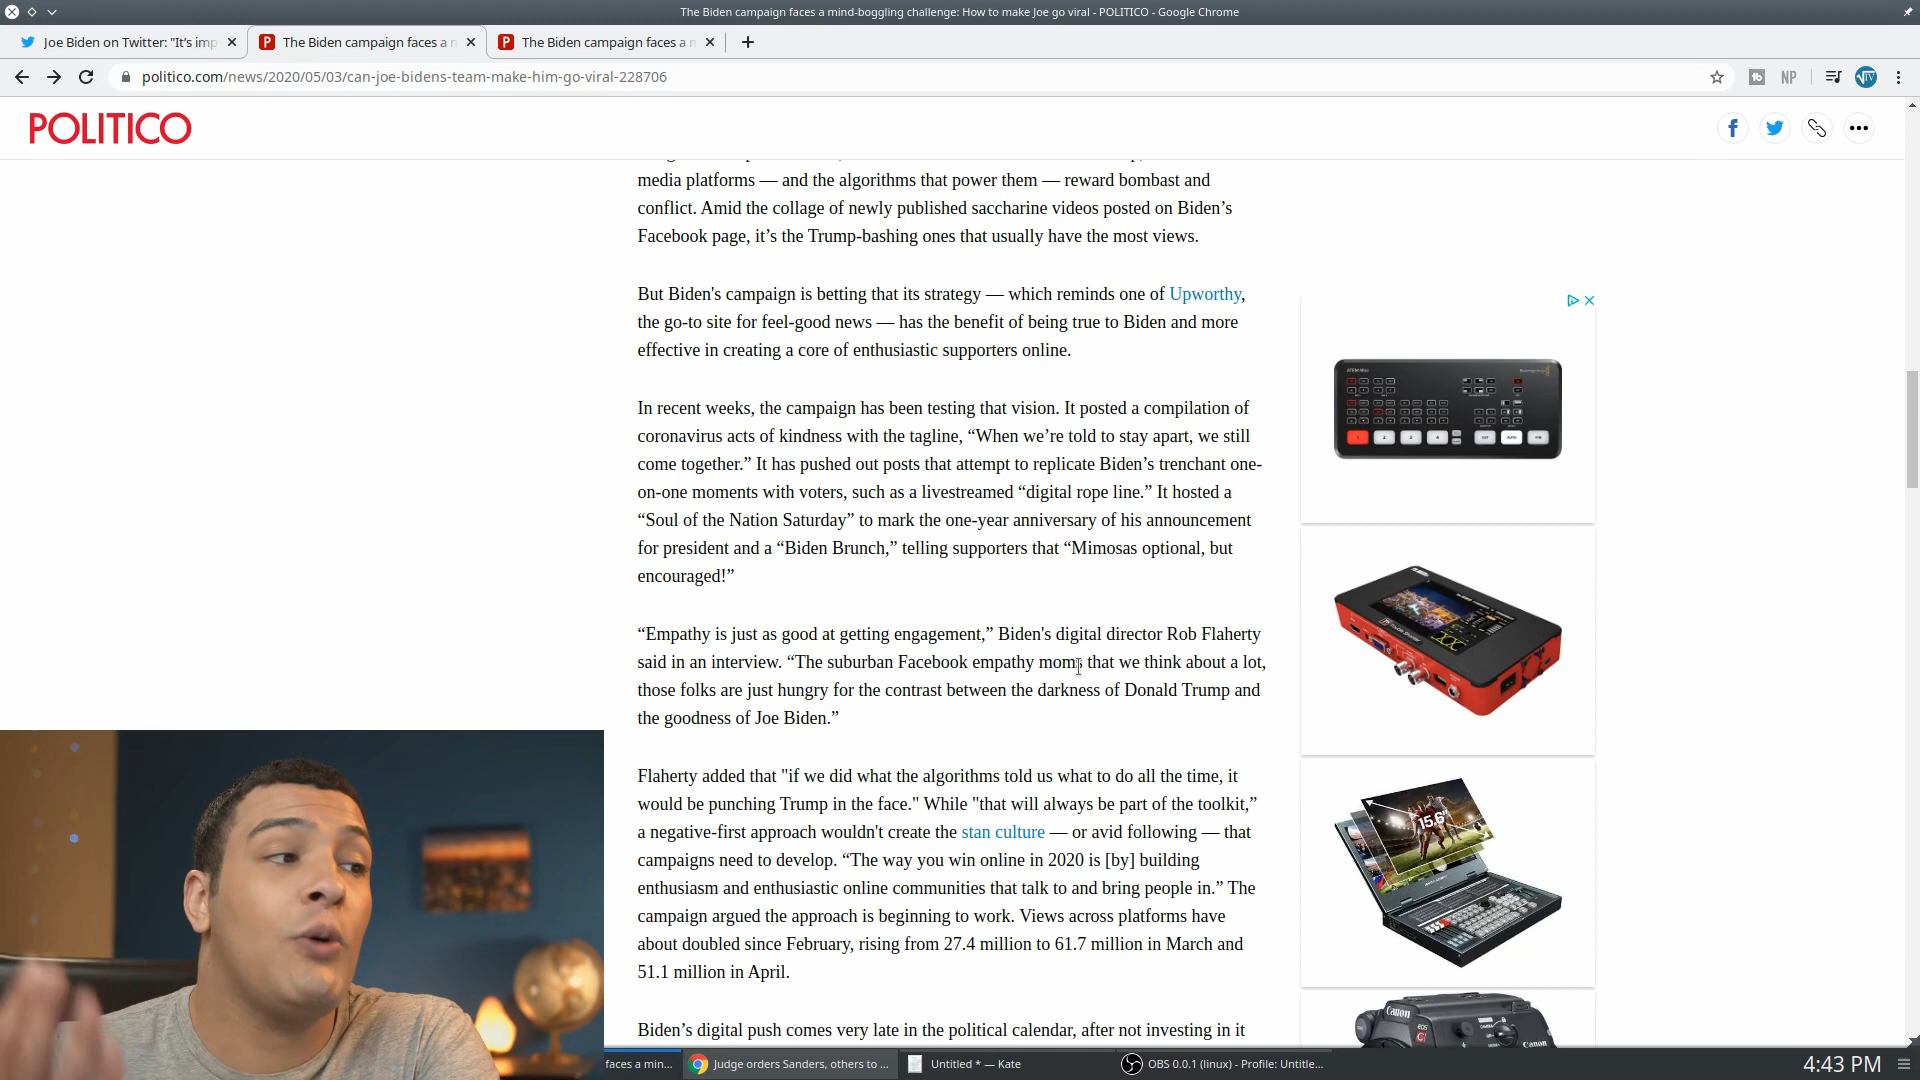 The Biden campaign faces a mind-boggling challenge: How to make Joe go viral - POLITICO - Google Chrome
Joe Biden on Twitter: "It's imp
The Biden campaign faces a n
The Biden campaign faces a n
politico.com/news/2020/05/03/can-joe-bidens-team-make-him-go-viral-228706
NP
POLITICO
media platforms — and the algorithms that power them — reward bombast and
conflict. Amid the collage of newly published saccharine videos posted on Biden’s
Facebook page, it’s the Trump-bashing ones that usually have the most views.
But Biden's campaign is betting that its strategy — which reminds one of Upworthy,
the go-to site for feel-good news — has the benefit of being true to Biden and more
effective in creating a core of enthusiastic supporters online.
In recent weeks, the campaign has been testing that vision. It posted a compilation of
coronavirus acts of kindness with the tagline, “When we’re told to stay apart, we still
come together.” It has pushed out posts that attempt to replicate Biden’s trenchant one-
on-one moments with voters, such as a livestreamed “digital rope line.” It hosted a
“Soul of the Nation Saturday” to mark the one-year anniversary of his announcement
for president and a “Biden Brunch,” telling supporters that “Mimosas optional, but
encouraged!”
“Empathy is just as good at getting engagement,” Biden's digital director Rob Flaherty
said in an interview. “The suburban Facebook empathy moms that we think about a lot,
those folks are just hungry for the contrast between the darkness of Donald Trump and
the goodness of Joe Biden.”
Flaherty added that "if we did what the algorithms told us what to do all the time, it
would be punching Trump in the face." While "that will always be part of the toolkit,”
a negative-first approach wouldn't create the stan culture — or avid following — that
campaigns need to develop. “The way you win online in 2020 is [by] building
enthusiasm and enthusiastic online communities that talk to and bring people in.” The
campaign argued the approach is beginning to work. Views across platforms have
about doubled since February, rising from 27.4 million to 61.7 million in March and
51.1 million in April.
Biden’s digital push comes very late in the political calendar, after not investing in it
15.6"
Canon
EOS
faces a min...
Judge orders Sanders, others to ...
Untitled * — Kate
OBS 0.0.1 (linux) - Profile: Untitle...
4:43 PM